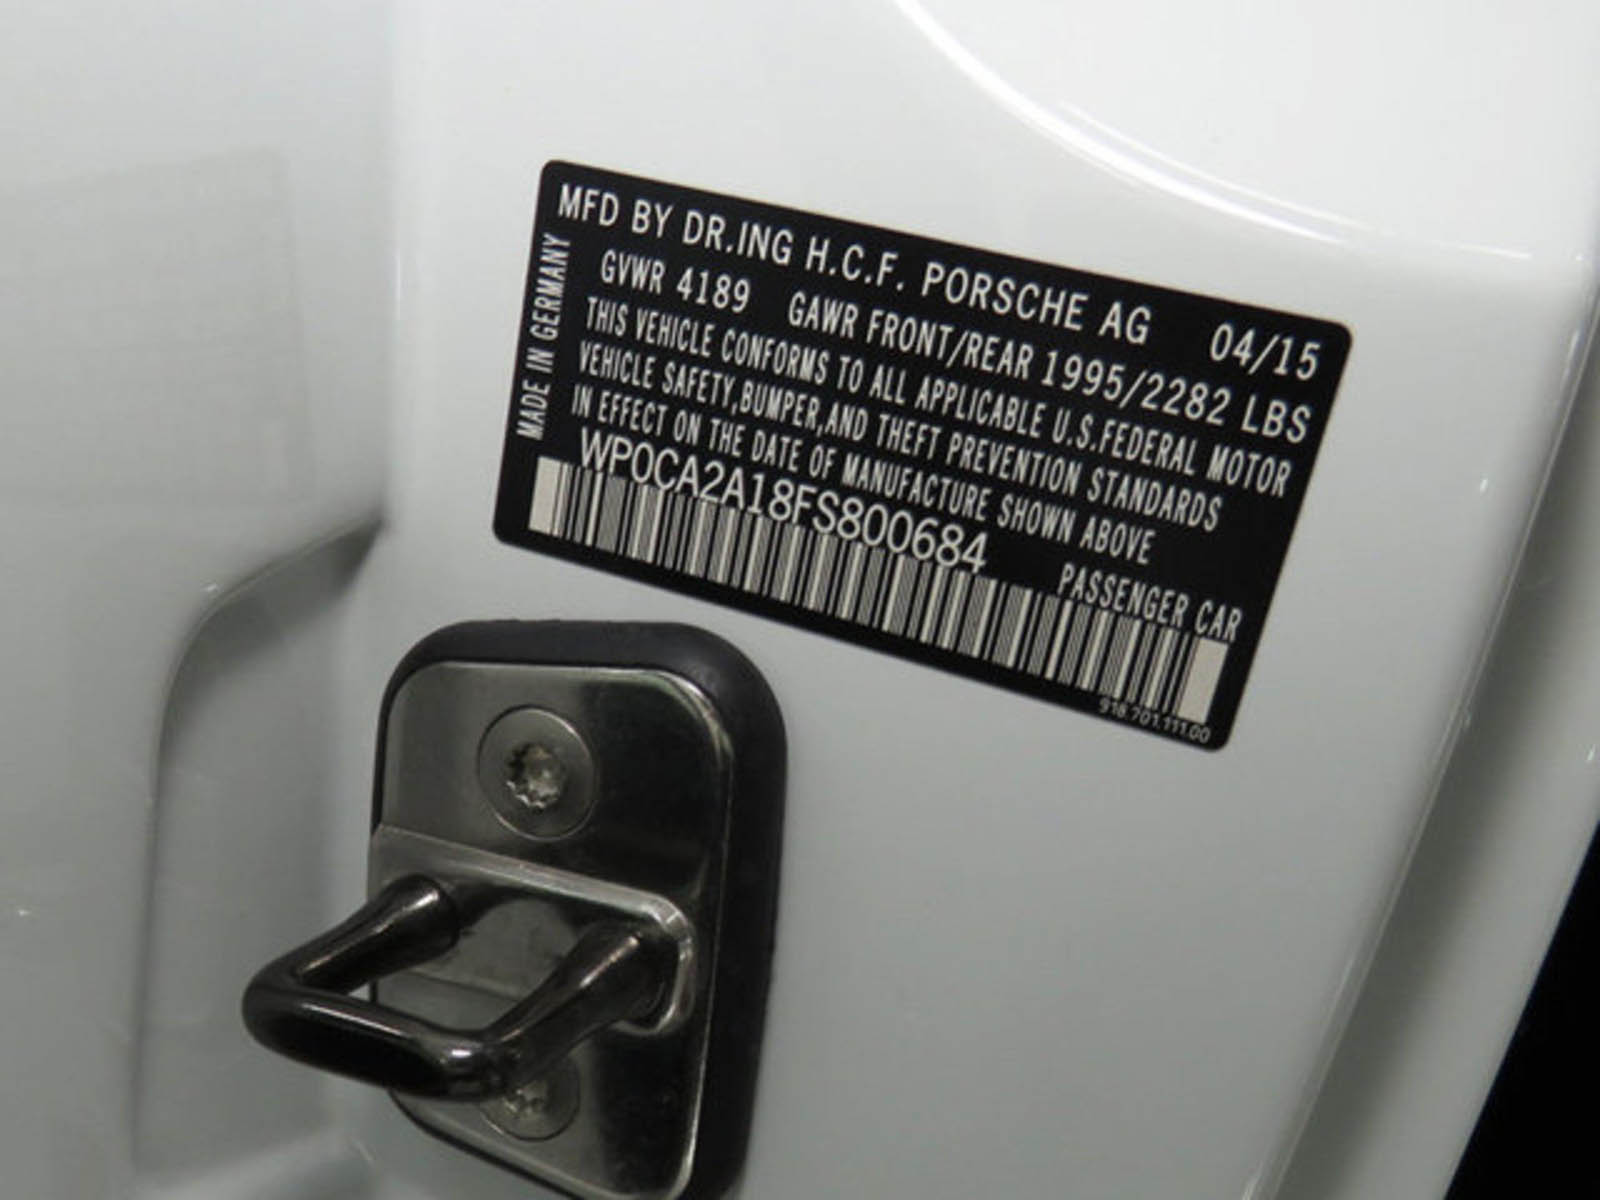 MFD BY DR.ING H.C.F. PORSCHE AG 04/15
GVWR 4189 GAWR FRONT/REAR 1995/2282 LBS
THIS VEHICLE CONFORMS TO ALL APPLICABLE U.S.FEDERAL MOTOR
VEHICLE SAFETY,BUMPER,AND THEFT PREVENTION STANDARDS
IN EFFECT ON THE DATE OF MANUFACTURE SHOWN ABOVE
WP0CA2A18FS800684
PASSENGER CAR
MADE IN GERMANY
918.701.111.00